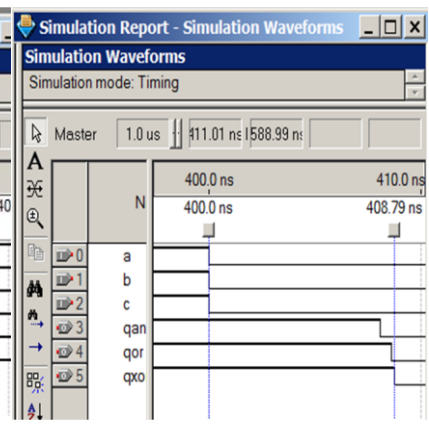 Simulation Report - Simulation Waveforms
Simulation Waveforms
Simulation mode: Timing
Master 1.0 us 411.01 ns 588.99 ns
A
400.0 ns 410.0 ns
40 N 400.0 ns 408.79 ns
0 a
1 b
2 c
3 qan
4 qor
5 qxo